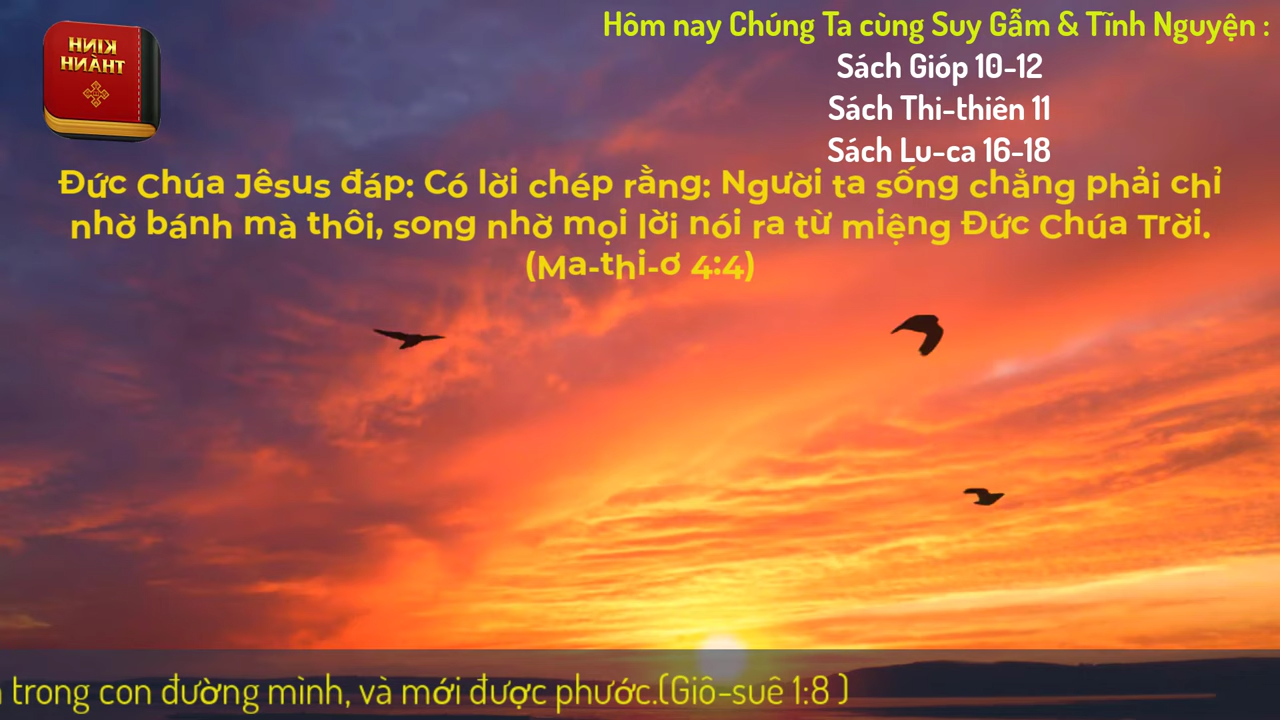 KINH
THÀNH
Hôm nay Chúng Ta cùng Suy Gẫm & Tĩnh Nguyện :
Sách Gióp 10-12
Sách Thi-thiên 11
Sách Lu-ca 16-18
Đức Chúa Jêsus đáp: Có lời chép rằng: Người ta sống chẳng phải chỉ
nhờ bánh mà thôi, song nhờ mọi lời nói ra từ miệng Đức Chúa Trời.
(Ma-thi-ơ 4:4)
trong con đường mình, và mới được phước.(Giô-suê 1:8 )